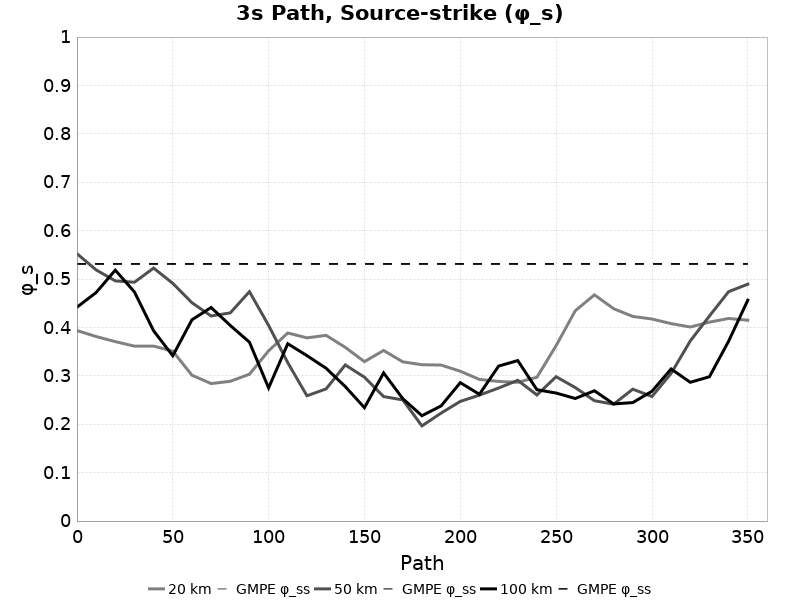 3s Path, Source-strike (φ_s)
1
0.9
0.8
0.7
0.6
0.5
0.4
0.3
0.2
0.1
0
φ_s
0 50 100 150 200 250 300 350
Path
20 km GMPE φ_ss 50 km GMPE φ_ss 100 km GMPE φ_ss